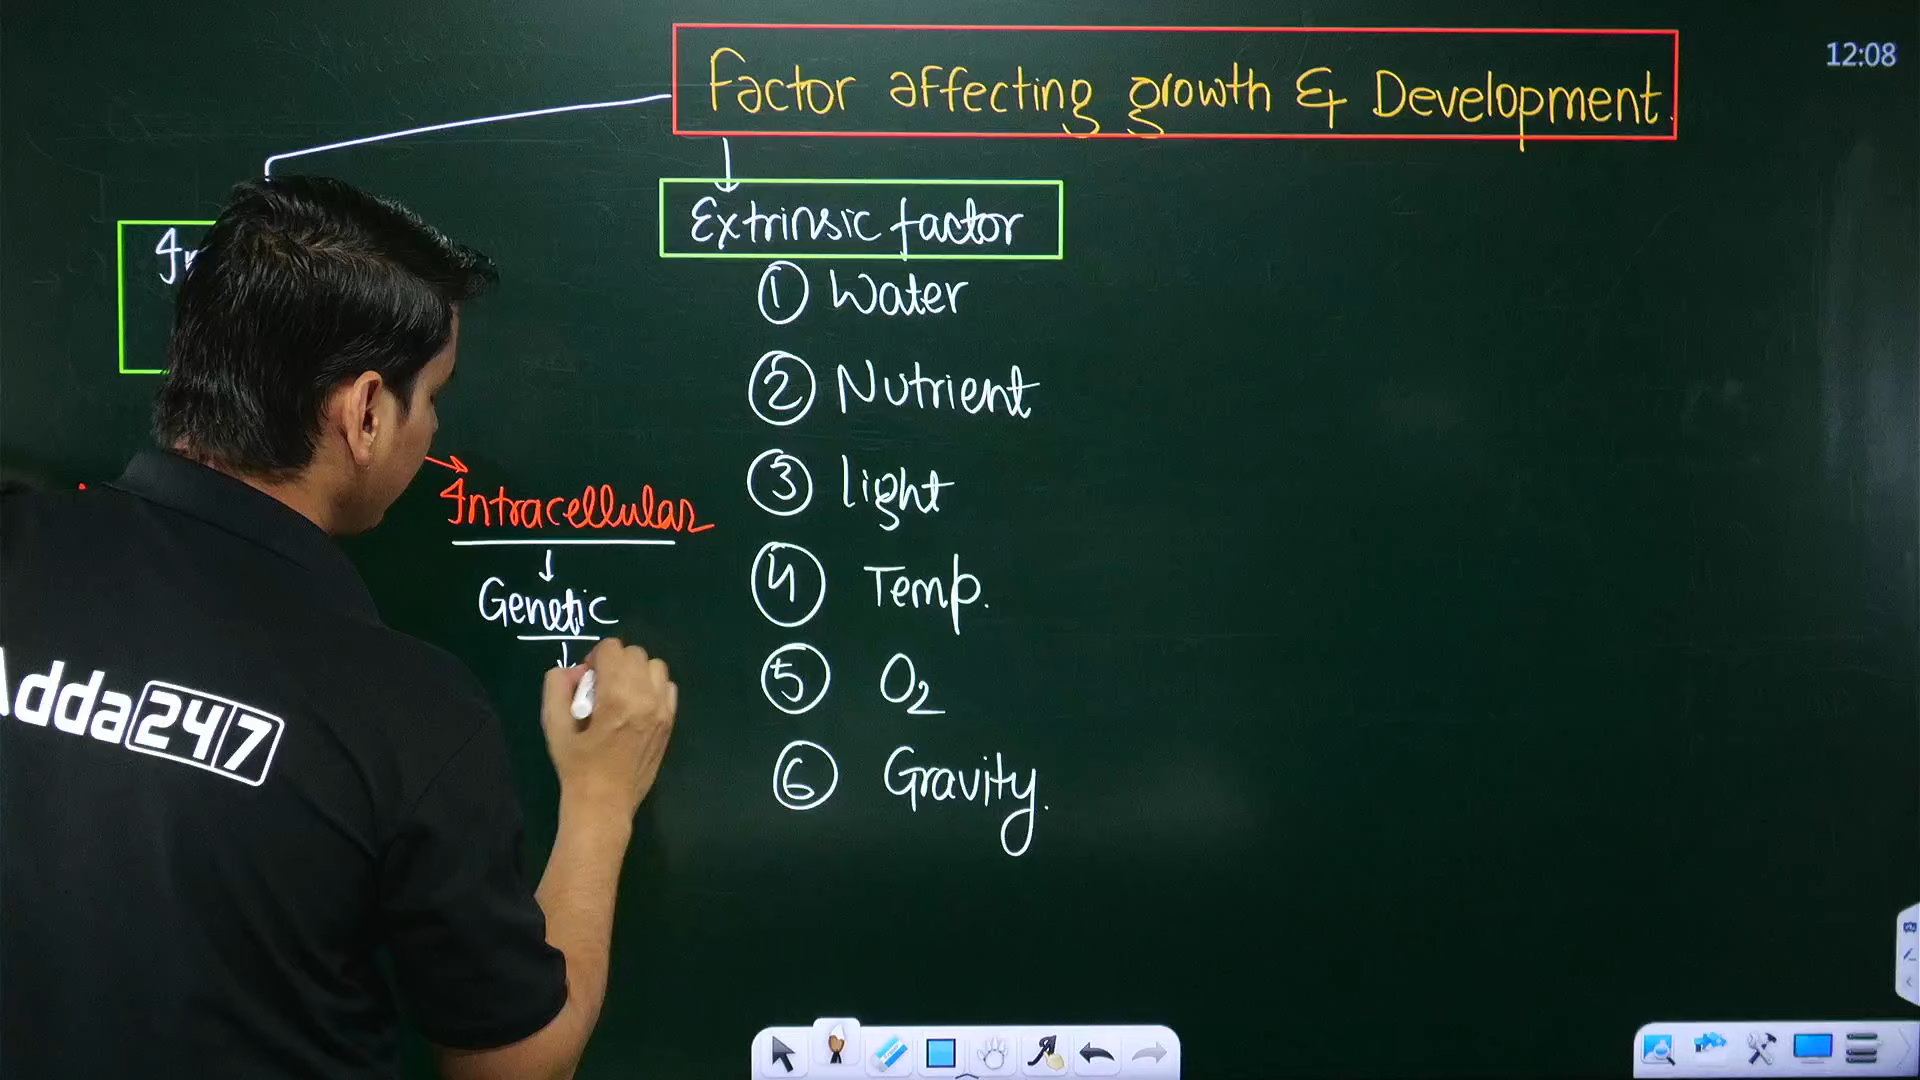 12:08
Factor affecting growth & Development.
Extrinsic factor
① Water
② Nutrient
③ light
④ Temp.
⑤ O₂
⑥ Gravity.
Intracellular
Genetic
Adda247